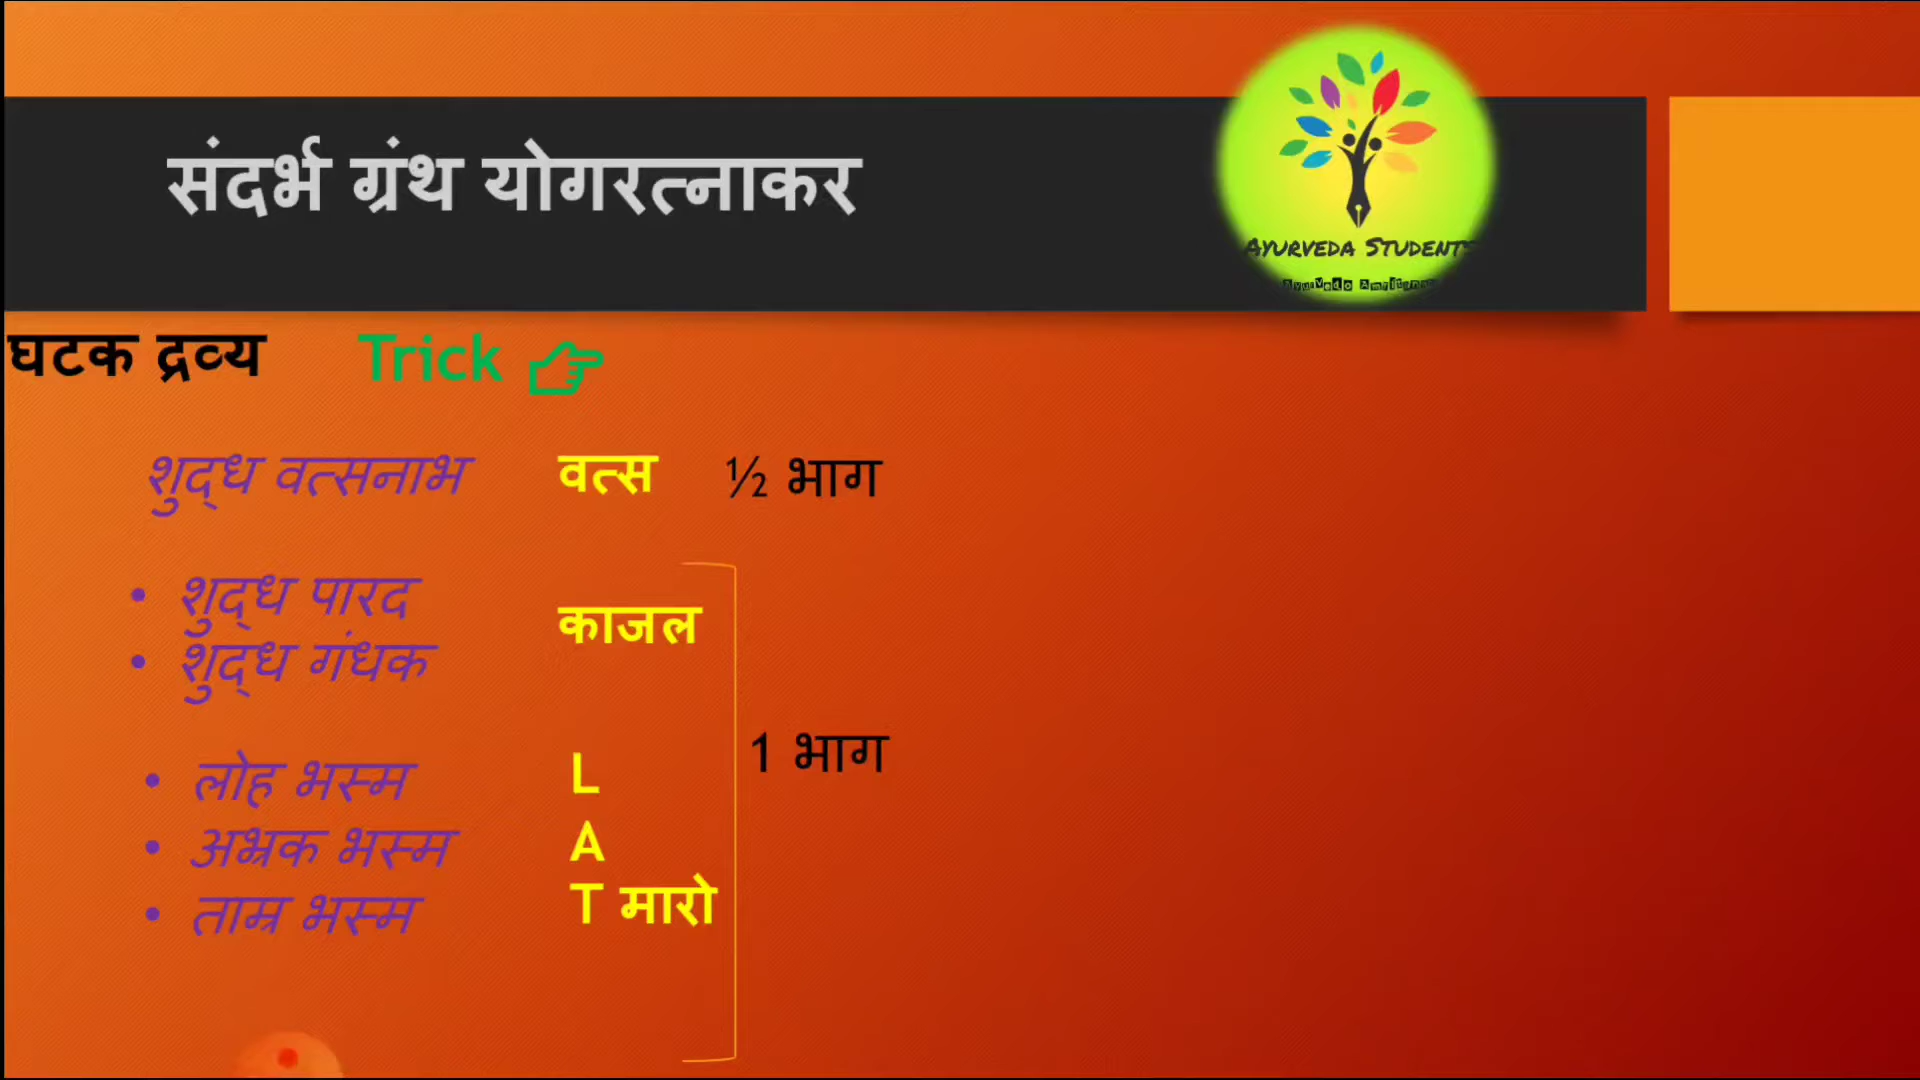 संदर्भ ग्रंथ योगरत्नाकर
AYURVEDA STUDENTS
घटक द्रव्य Trick
शुद्ध वत्सनाभ वत्स ½ भाग
• शुद्ध पारद
काजल
• शुद्ध गंधक
1 भाग
• लोह भस्म L
• अभ्रक भस्म A
• ताम्र भस्म T मारो